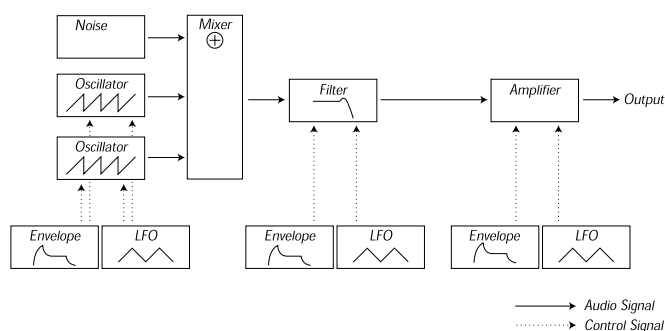 Noise
Mixer
Oscillator
Filter
Amplifier
Output
Oscillator
Envelope
LFO
Envelope
LFO
Envelope
LFO
Audio Signal
Control Signal